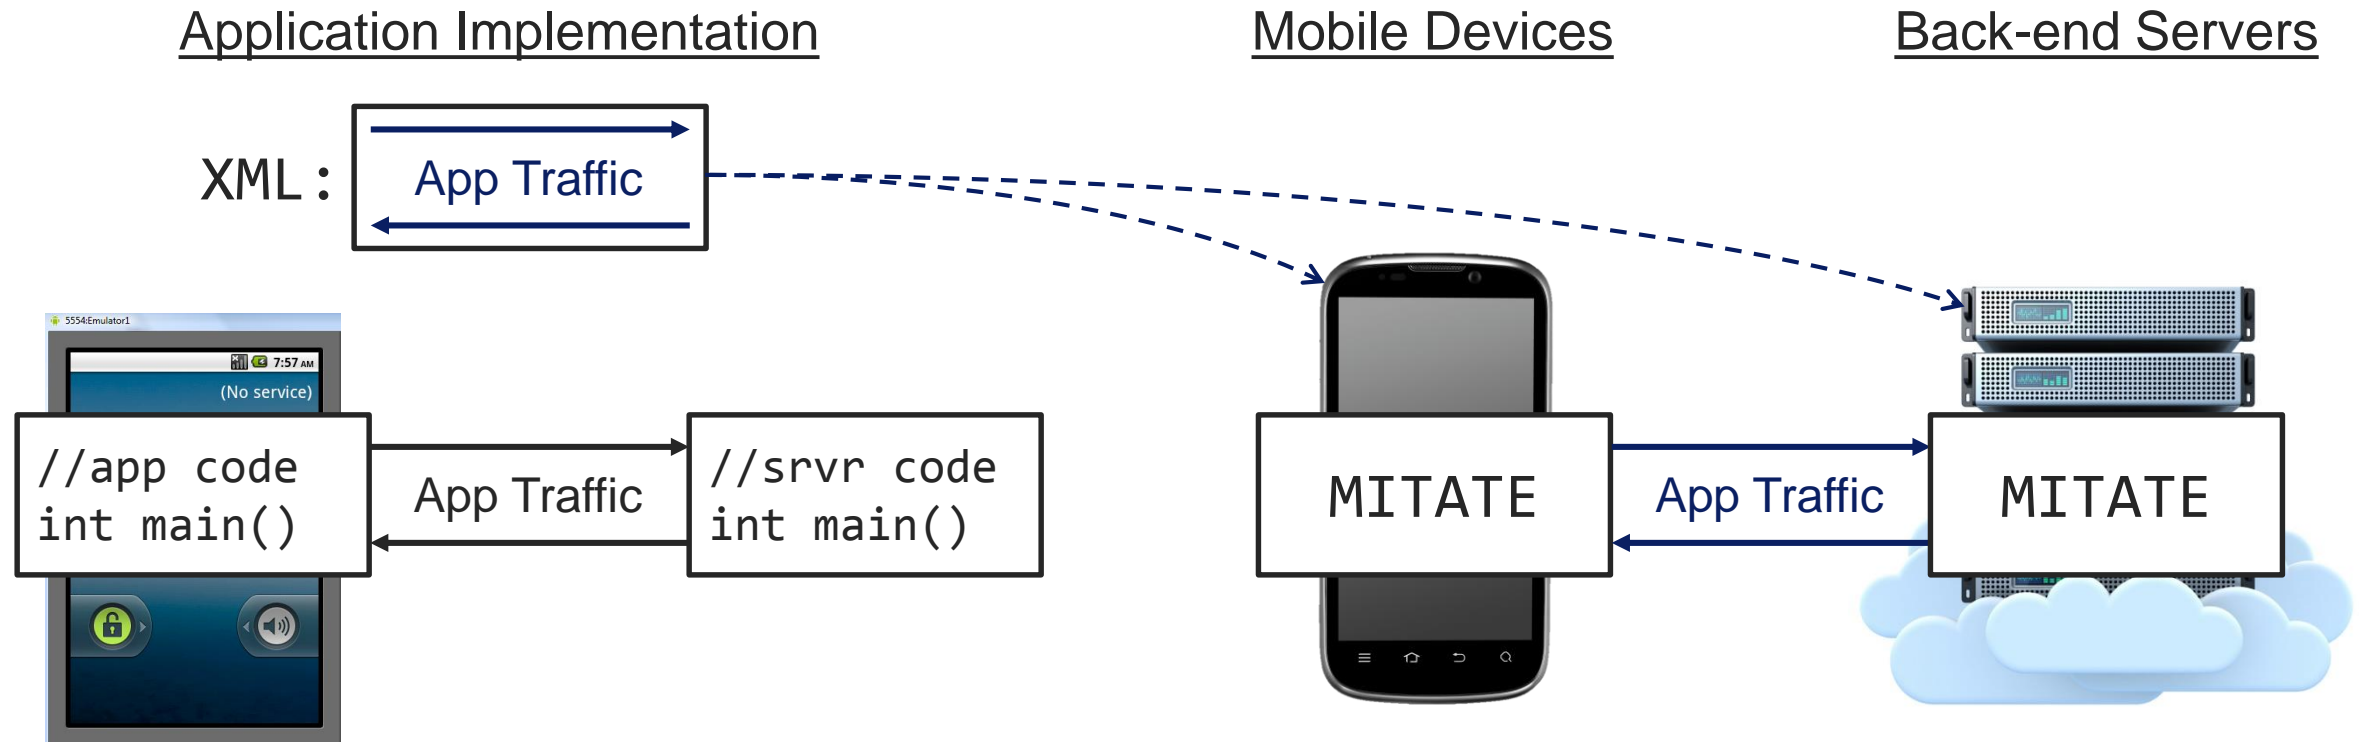 Application Implementation
Mobile Devices
Back-end Servers
XML:
App Traffic
5554:Emulator1
7:57 AM
(No service)
//app code
int main()
App Traffic
//srvr code
int main()
MITATE
App Traffic
MITATE